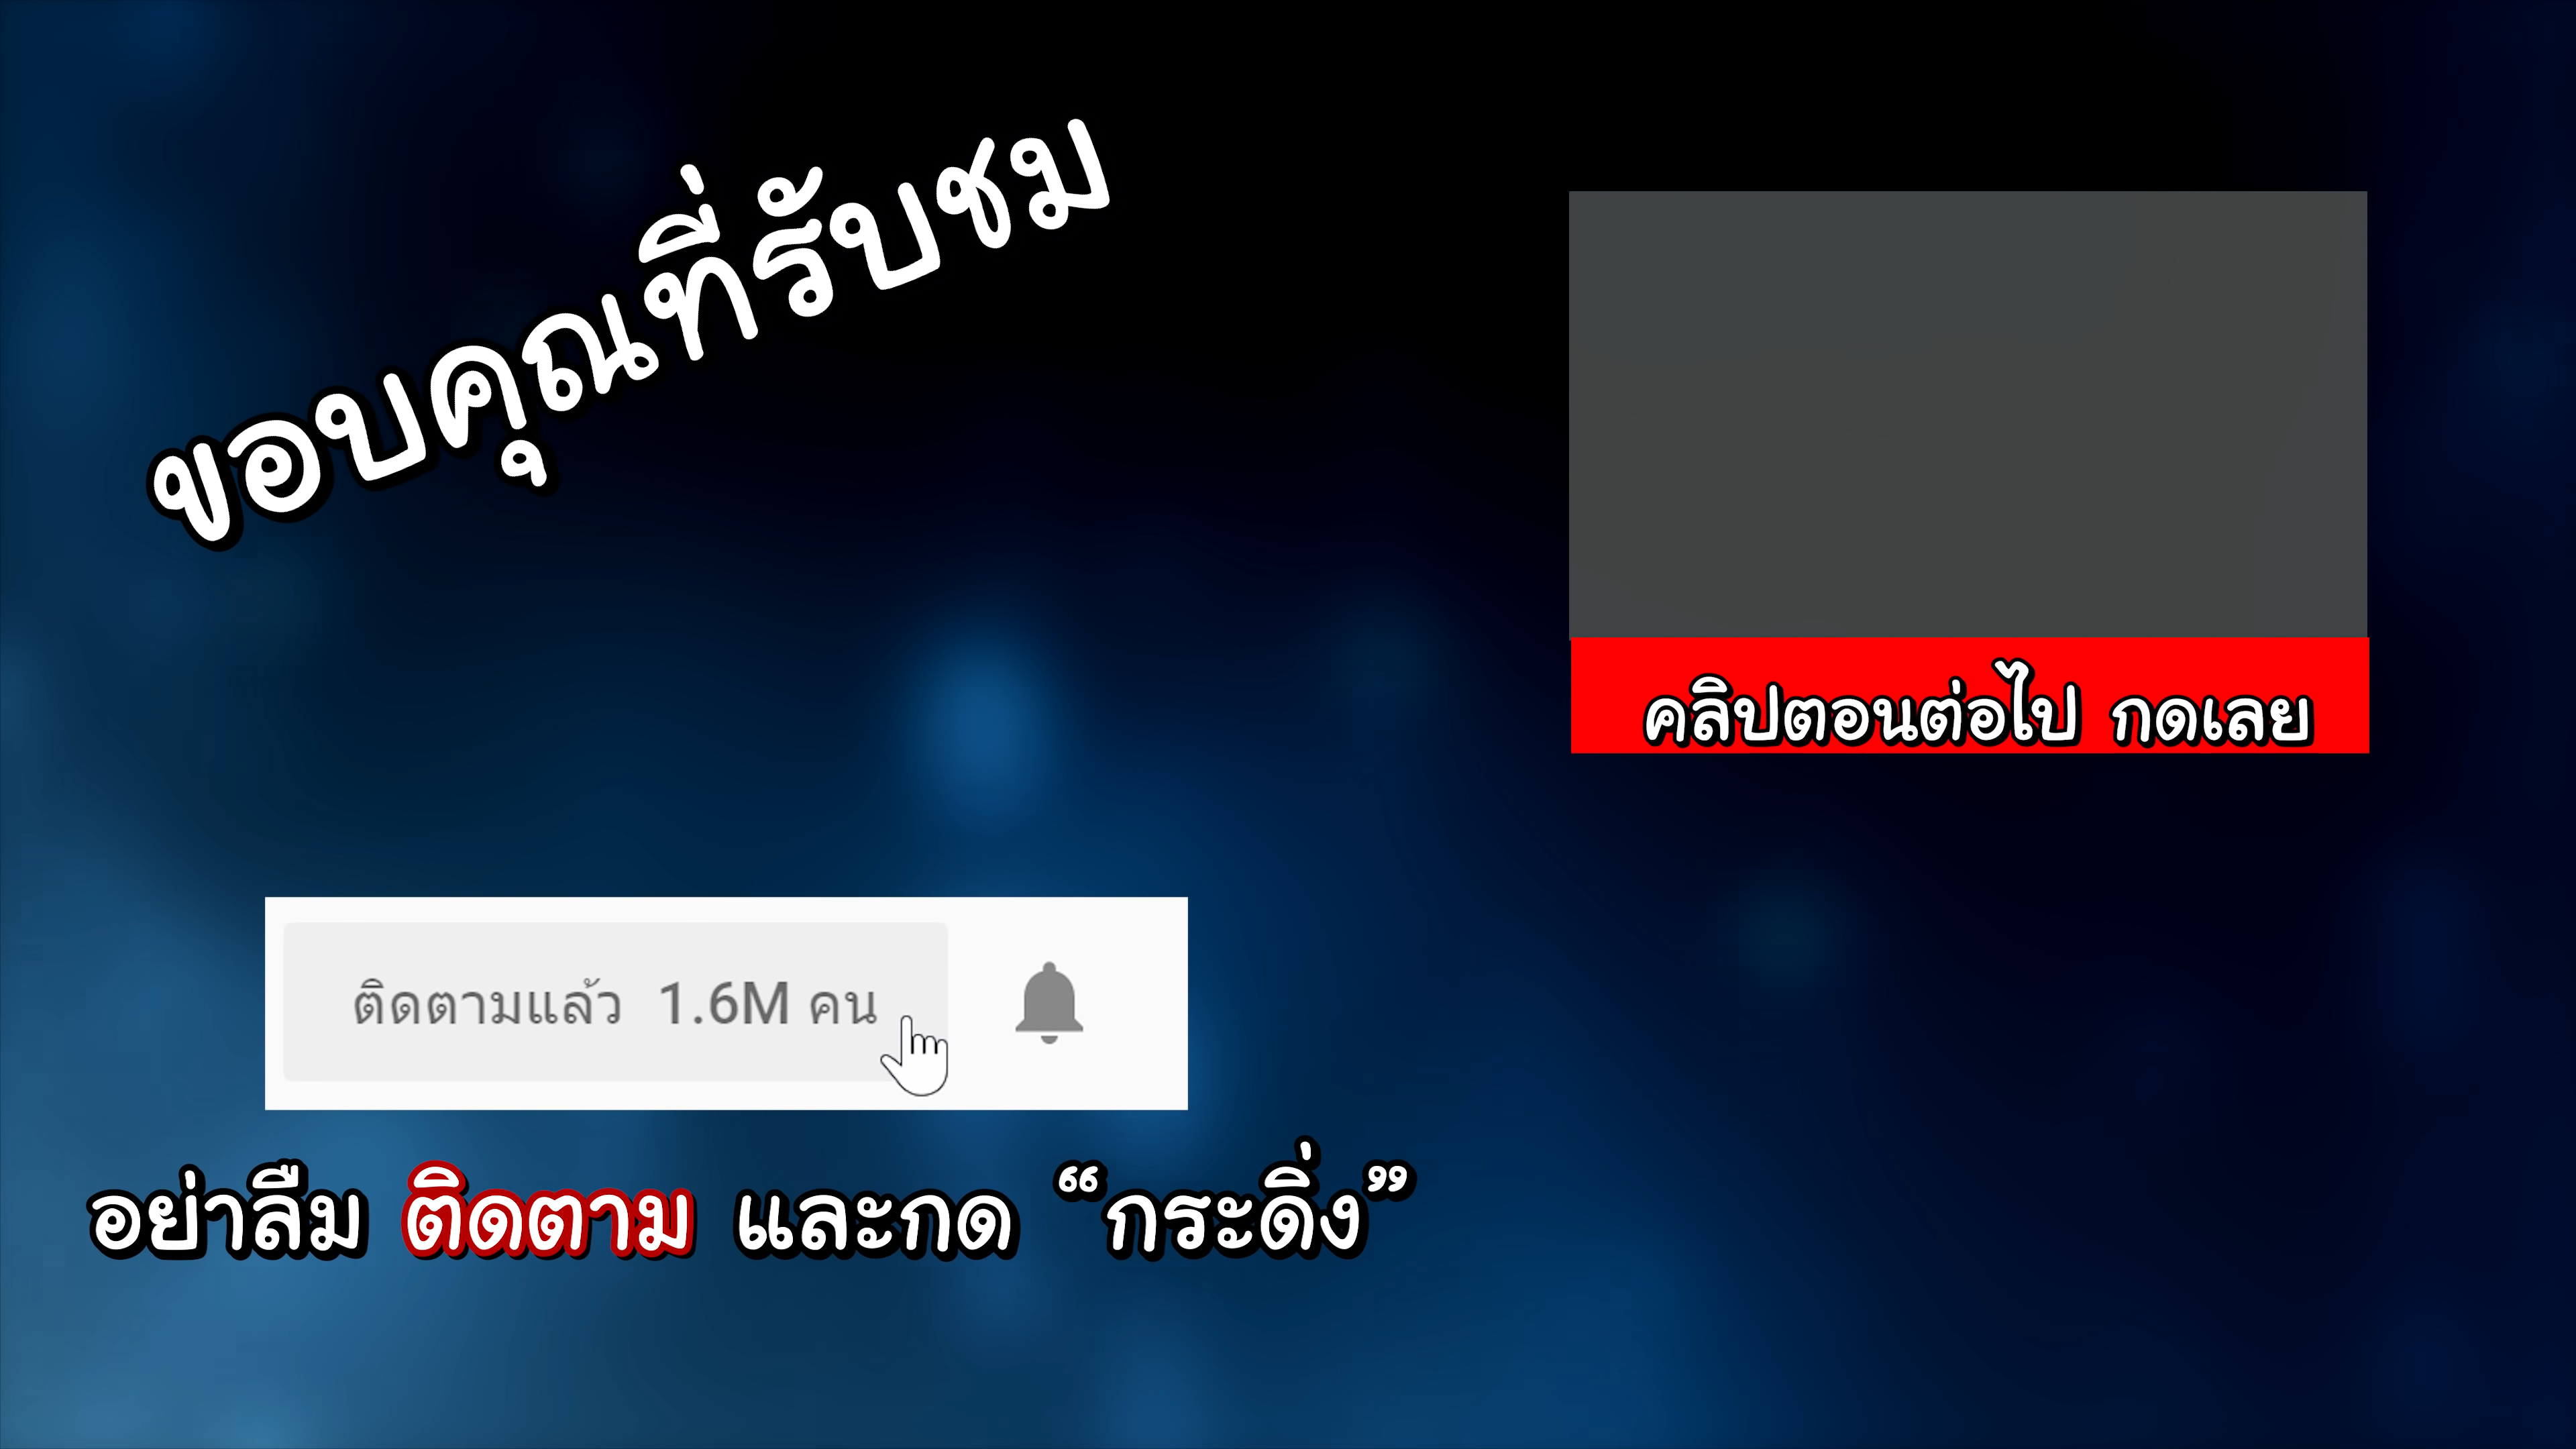 ขอบคุณที่รับชม
คลิปตอนต่อไป กดเลย
ติดตามแล้ว 1.6M คน
อย่าลืม ติดตาม และกด “กระดิ่ง”